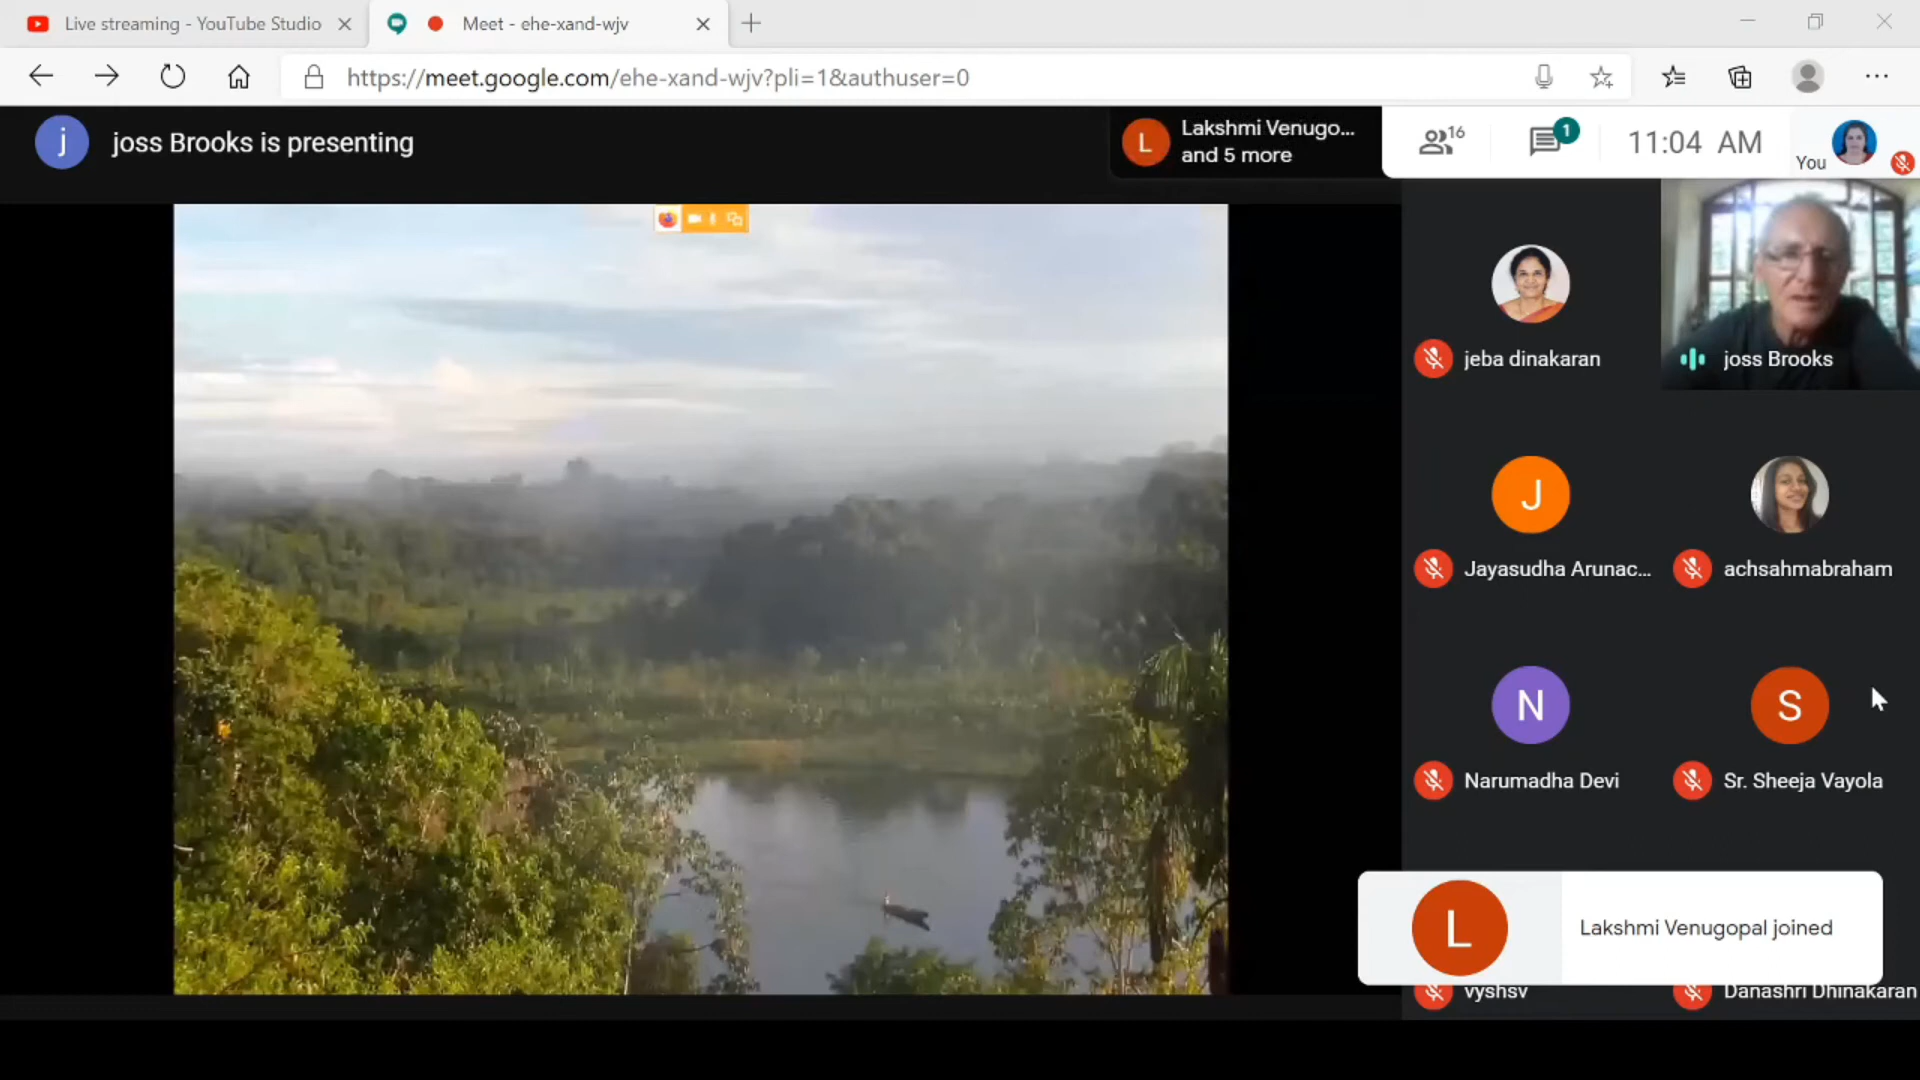 Live streaming - YouTube Studio
Meet - ehe-xand-wjv
https://meet.google.com/ehe-xand-wjv?pli=1&authuser=0
j
joss Brooks is presenting
L
Lakshmi Venugo...
and 5 more
16
1
11:04 AM
You
jeba dinakaran
joss Brooks
J
Jayasudha Arunac...
achsahmabraham
N
Narumadha Devi
S
Sr. Sheeja Vayola
L
Lakshmi Venugopal joined
vyshsv
Danashri Dhinakaran